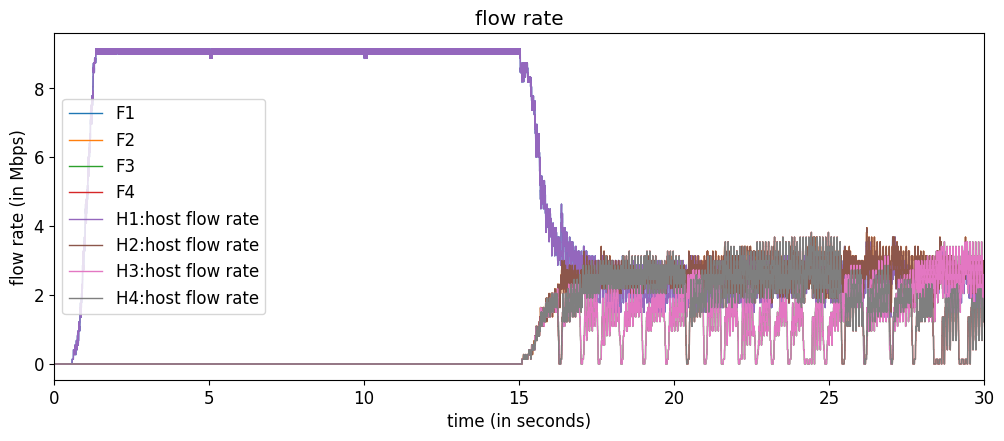 flow rate
flow rate (in Mbps)
8
6
4
2
0
F1
F2
F3
F4
H1:host flow rate
H2:host flow rate
H3:host flow rate
H4:host flow rate
0 5 10 15 20 25 30
time (in seconds)